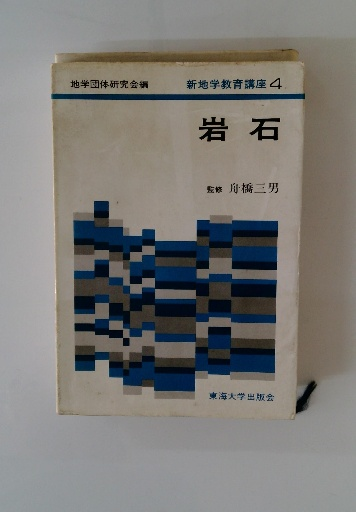 地学団体研究会編 新地学教育講座4
岩石
監修 舟橋三男
東海大学出版会